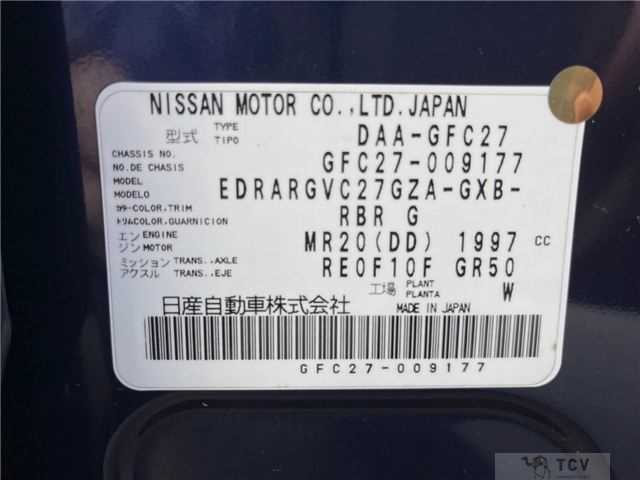 NISSAN MOTOR CO.,LTD.JAPAN
型式 TYPE TIPO DAA-GFC27
CHASSIS NO. NO.DE CHASIS GFC27-009177
MODEL MODELO EDRARGVC27GZA-GXB-
カラー COLOR,TRIM トリムCOLOR,GUARNICION RBR G
エンジン ENGINE MOTOR MR20(DD) 1997 CC
ミッション アクスル TRANS.,AXLE TRANS.,EJE RE0F10F GR50
工場 PLANT PLANTA W
日産自動車株式会社 MADE IN JAPAN
GFC27-009177
TCV